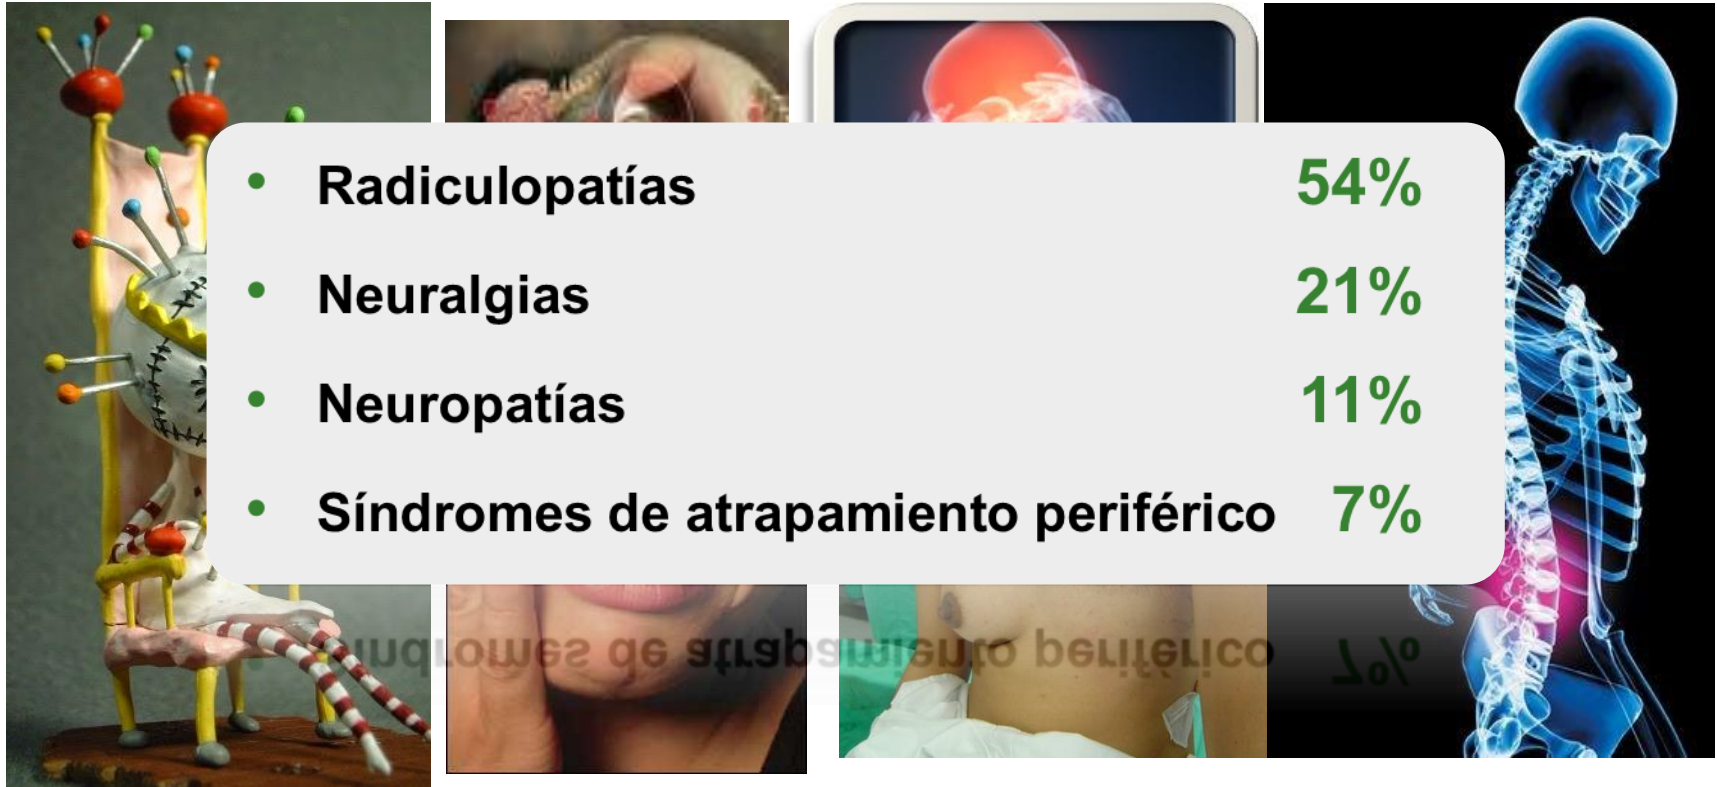 • Radiculopatías 54%
• Neuralgias 21%
• Neuropatías 11%
• Síndromes de atrapamiento periférico 7%